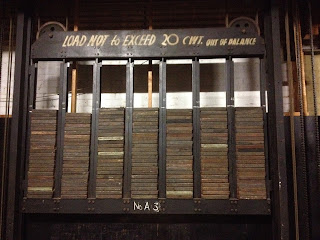 LOAD NOT to EXCEED 20 CWT. OUT OF BALANCE
No A 3